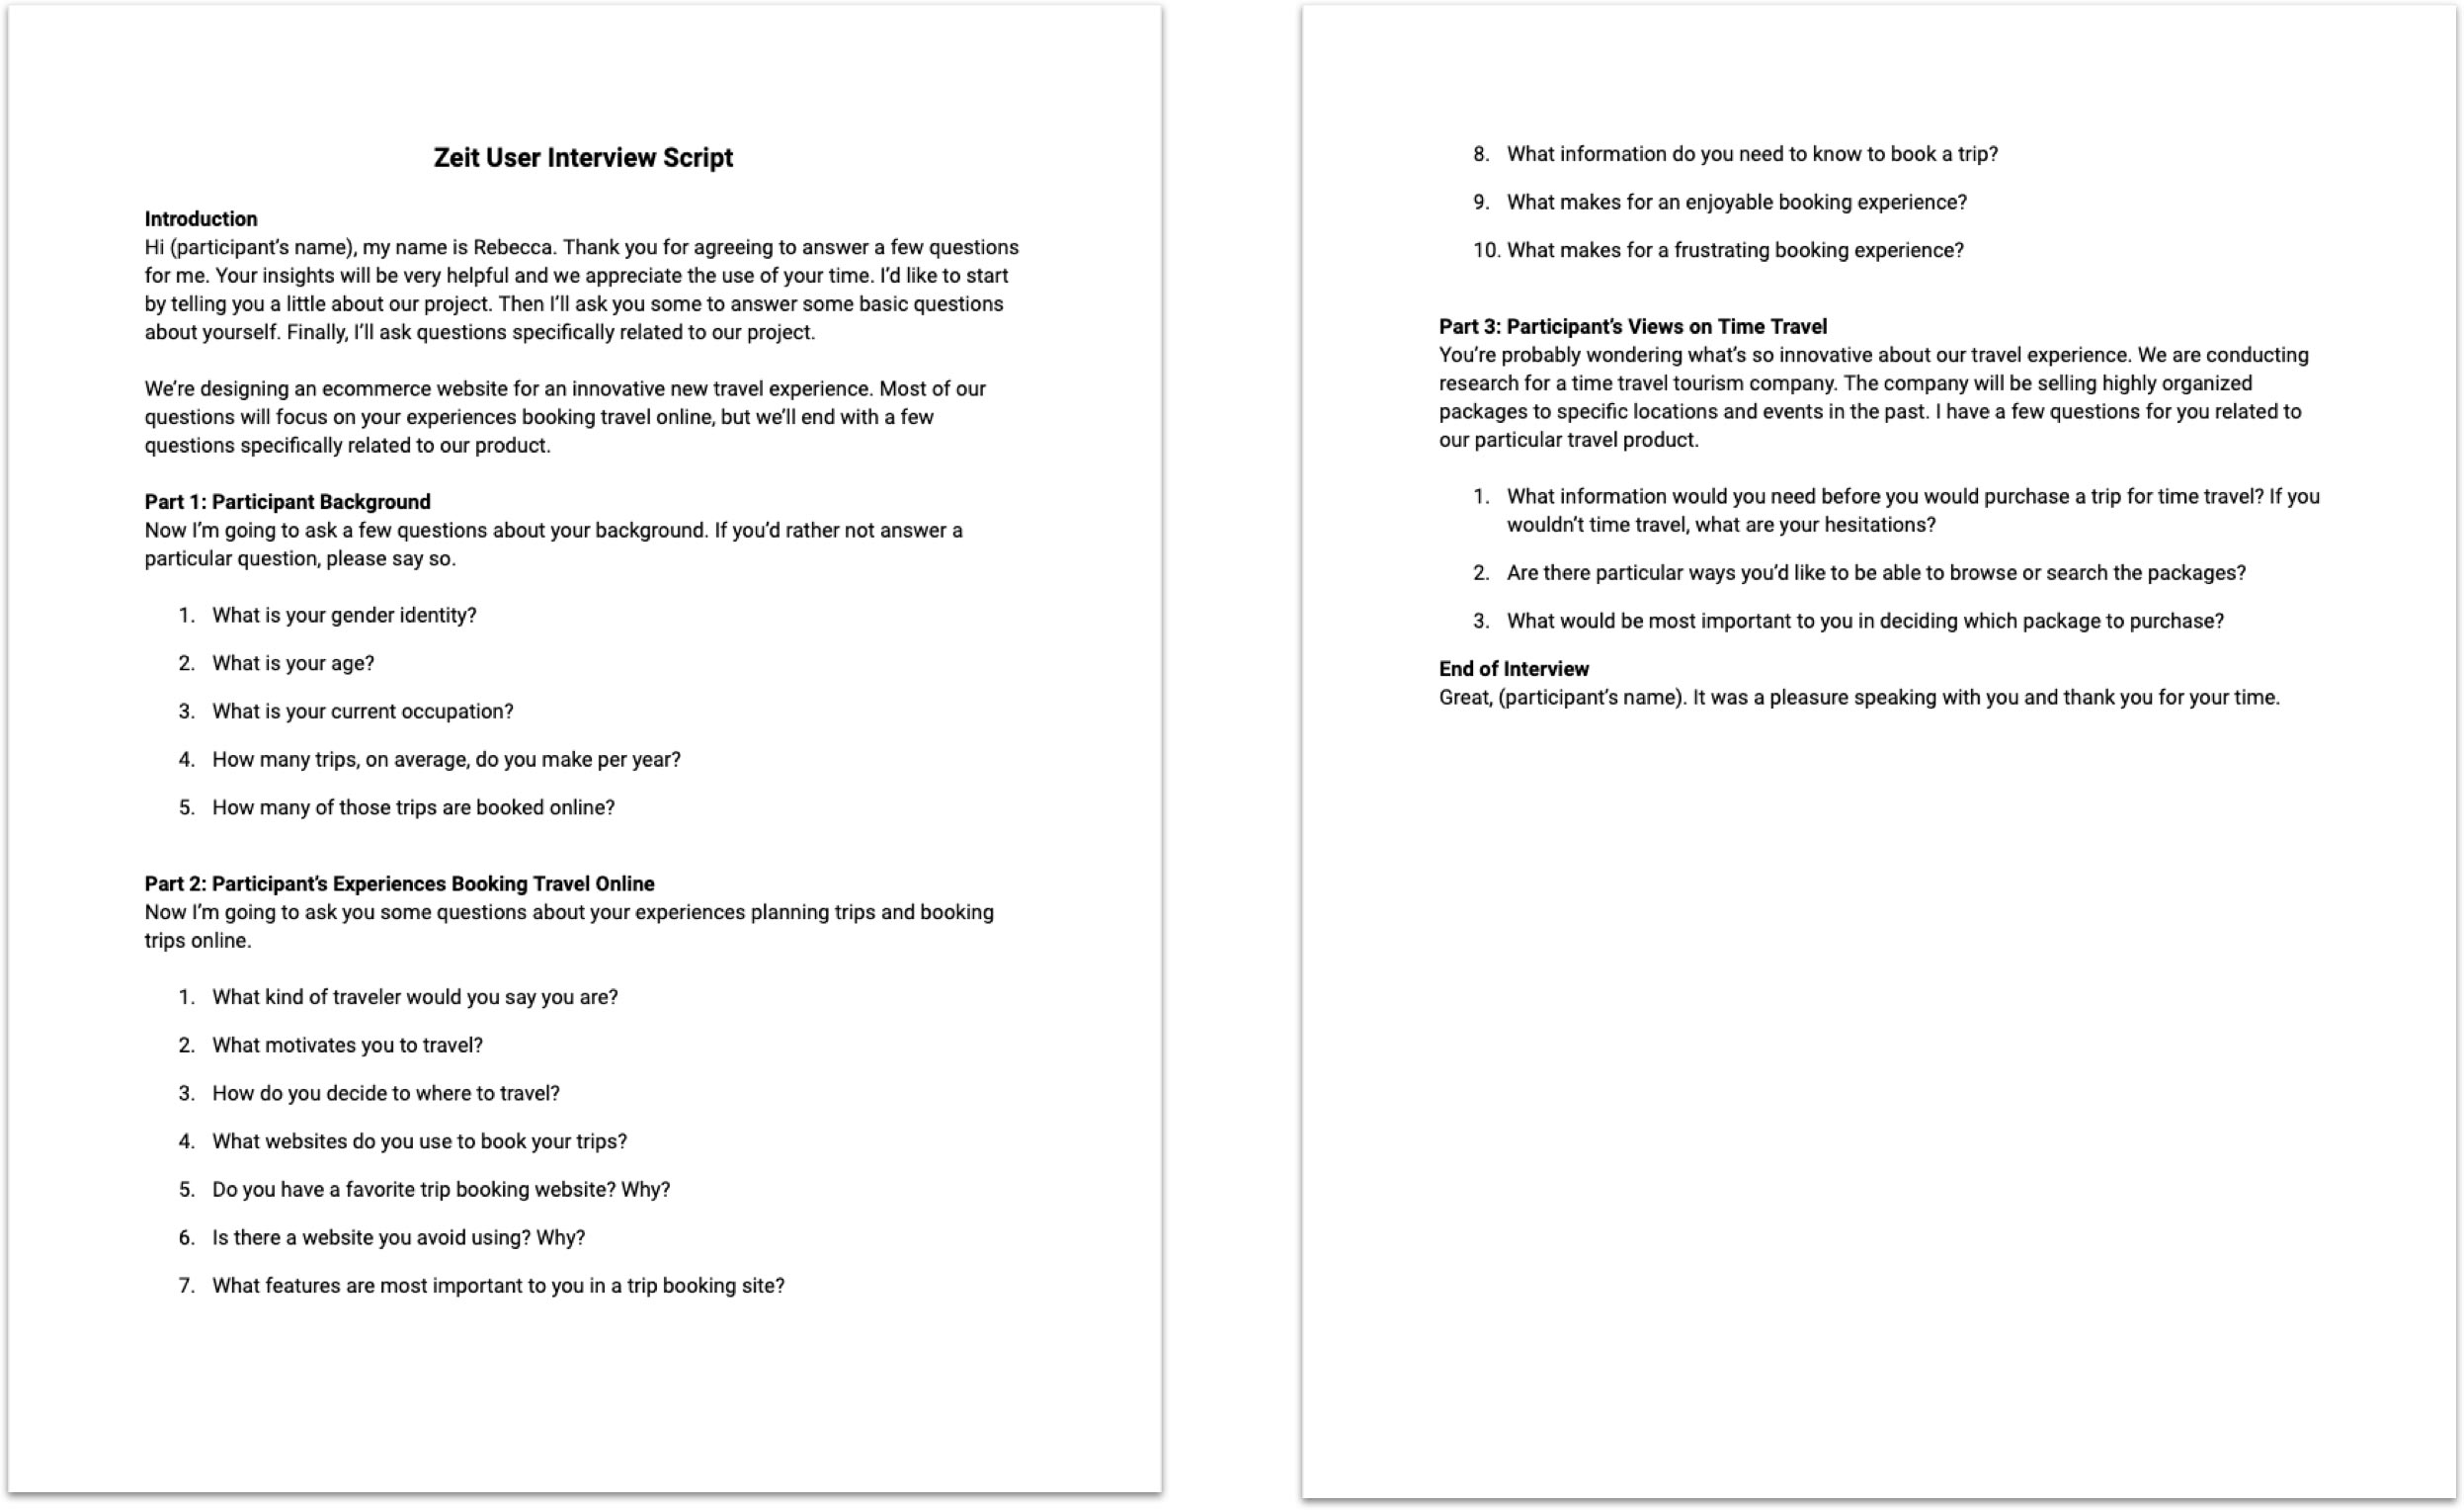 Zeit User Interview Script
Introduction
Hi (participant’s name), my name is Rebecca. Thank you for agreeing to answer a few questions
for me. Your insights will be very helpful and we appreciate the use of your time. I’d like to start
by telling you a little about our project. Then I’ll ask you some to answer some basic questions
about yourself. Finally, I’ll ask questions specifically related to our project.
We’re designing an ecommerce website for an innovative new travel experience. Most of our
questions will focus on your experiences booking travel online, but we’ll end with a few
questions specifically related to our product.
Part 1: Participant Background
Now I’m going to ask a few questions about your background. If you’d rather not answer a
particular question, please say so.
1. What is your gender identity?
2. What is your age?
3. What is your current occupation?
4. How many trips, on average, do you make per year?
5. How many of those trips are booked online?
Part 2: Participant’s Experiences Booking Travel Online
Now I’m going to ask you some questions about your experiences planning trips and booking
trips online.
1. What kind of traveler would you say you are?
2. What motivates you to travel?
3. How do you decide to where to travel?
4. What websites do you use to book your trips?
5. Do you have a favorite trip booking website? Why?
6. Is there a website you avoid using? Why?
7. What features are most important to you in a trip booking site?
8. What information do you need to know to book a trip?
9. What makes for an enjoyable booking experience?
10. What makes for a frustrating booking experience?
Part 3: Participant’s Views on Time Travel
You’re probably wondering what’s so innovative about our travel experience. We are conducting
research for a time travel tourism company. The company will be selling highly organized
packages to specific locations and events in the past. I have a few questions for you related to
our particular travel product.
1. What information would you need before you would purchase a trip for time travel? If you
wouldn’t time travel, what are your hesitations?
2. Are there particular ways you’d like to be able to browse or search the packages?
3. What would be most important to you in deciding which package to purchase?
End of Interview
Great, (participant’s name). It was a pleasure speaking with you and thank you for your time.